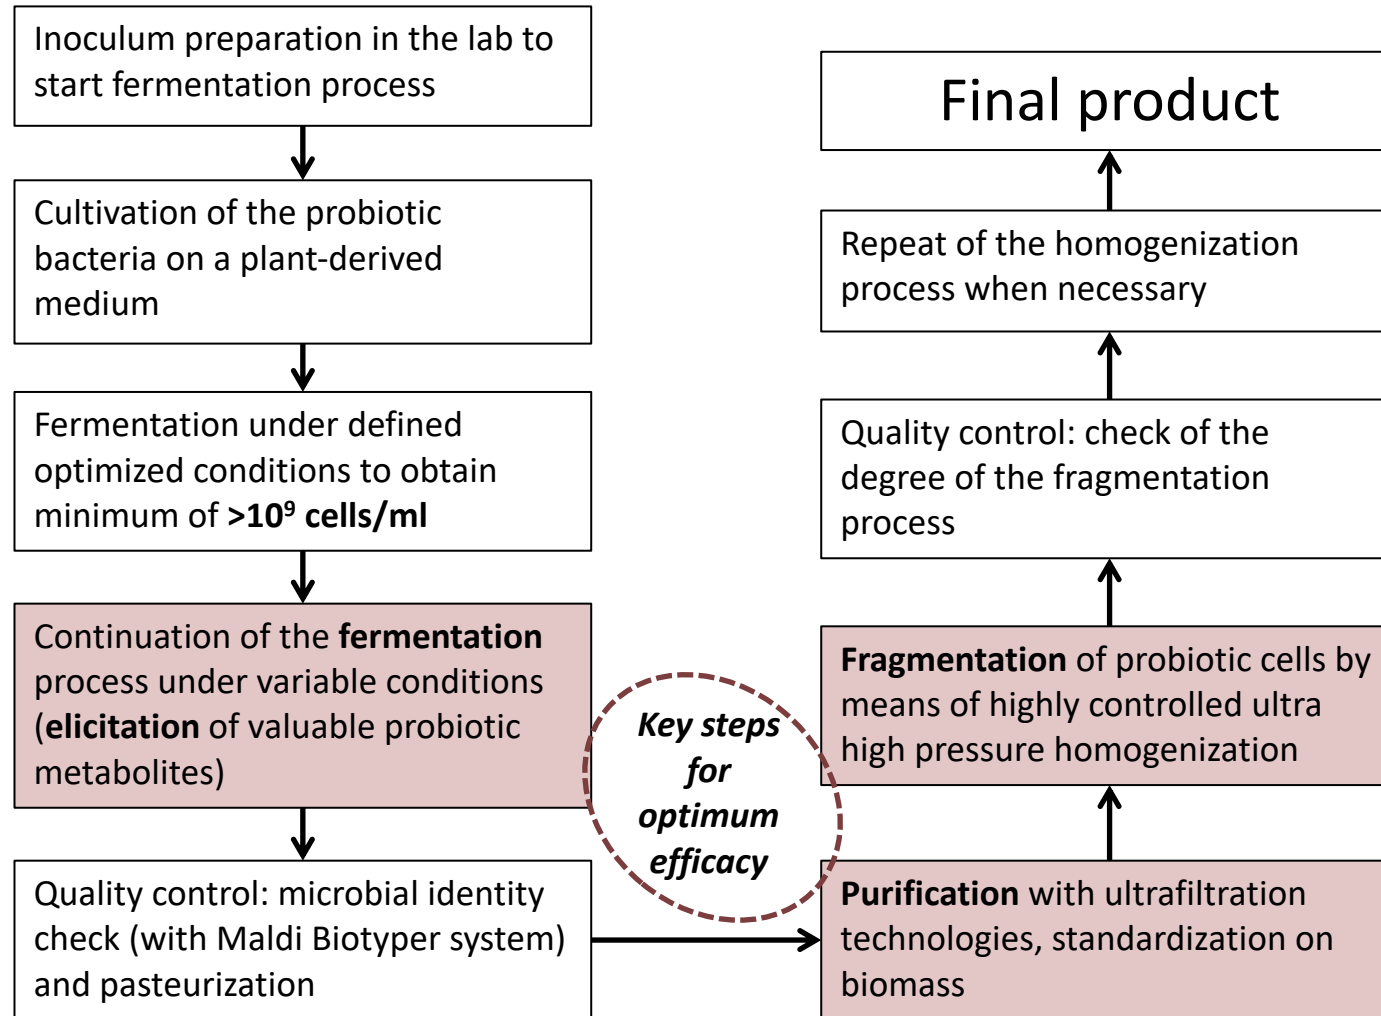 Inoculum preparation in the lab to
start fermentation process
Cultivation of the probiotic
bacteria on a plant-derived
medium
Fermentation under defined
optimized conditions to obtain
minimum of >10⁹ cells/ml
Continuation of the fermentation
process under variable conditions
(elicitation of valuable probiotic
metabolites)
Quality control: microbial identity
check (with Maldi Biotyper system)
and pasteurization
Key steps
for
optimum
efficacy
Purification with ultrafiltration
technologies, standardization on
biomass
Fragmentation of probiotic cells by
means of highly controlled ultra
high pressure homogenization
Quality control: check of the
degree of the fragmentation
process
Repeat of the homogenization
process when necessary
Final product